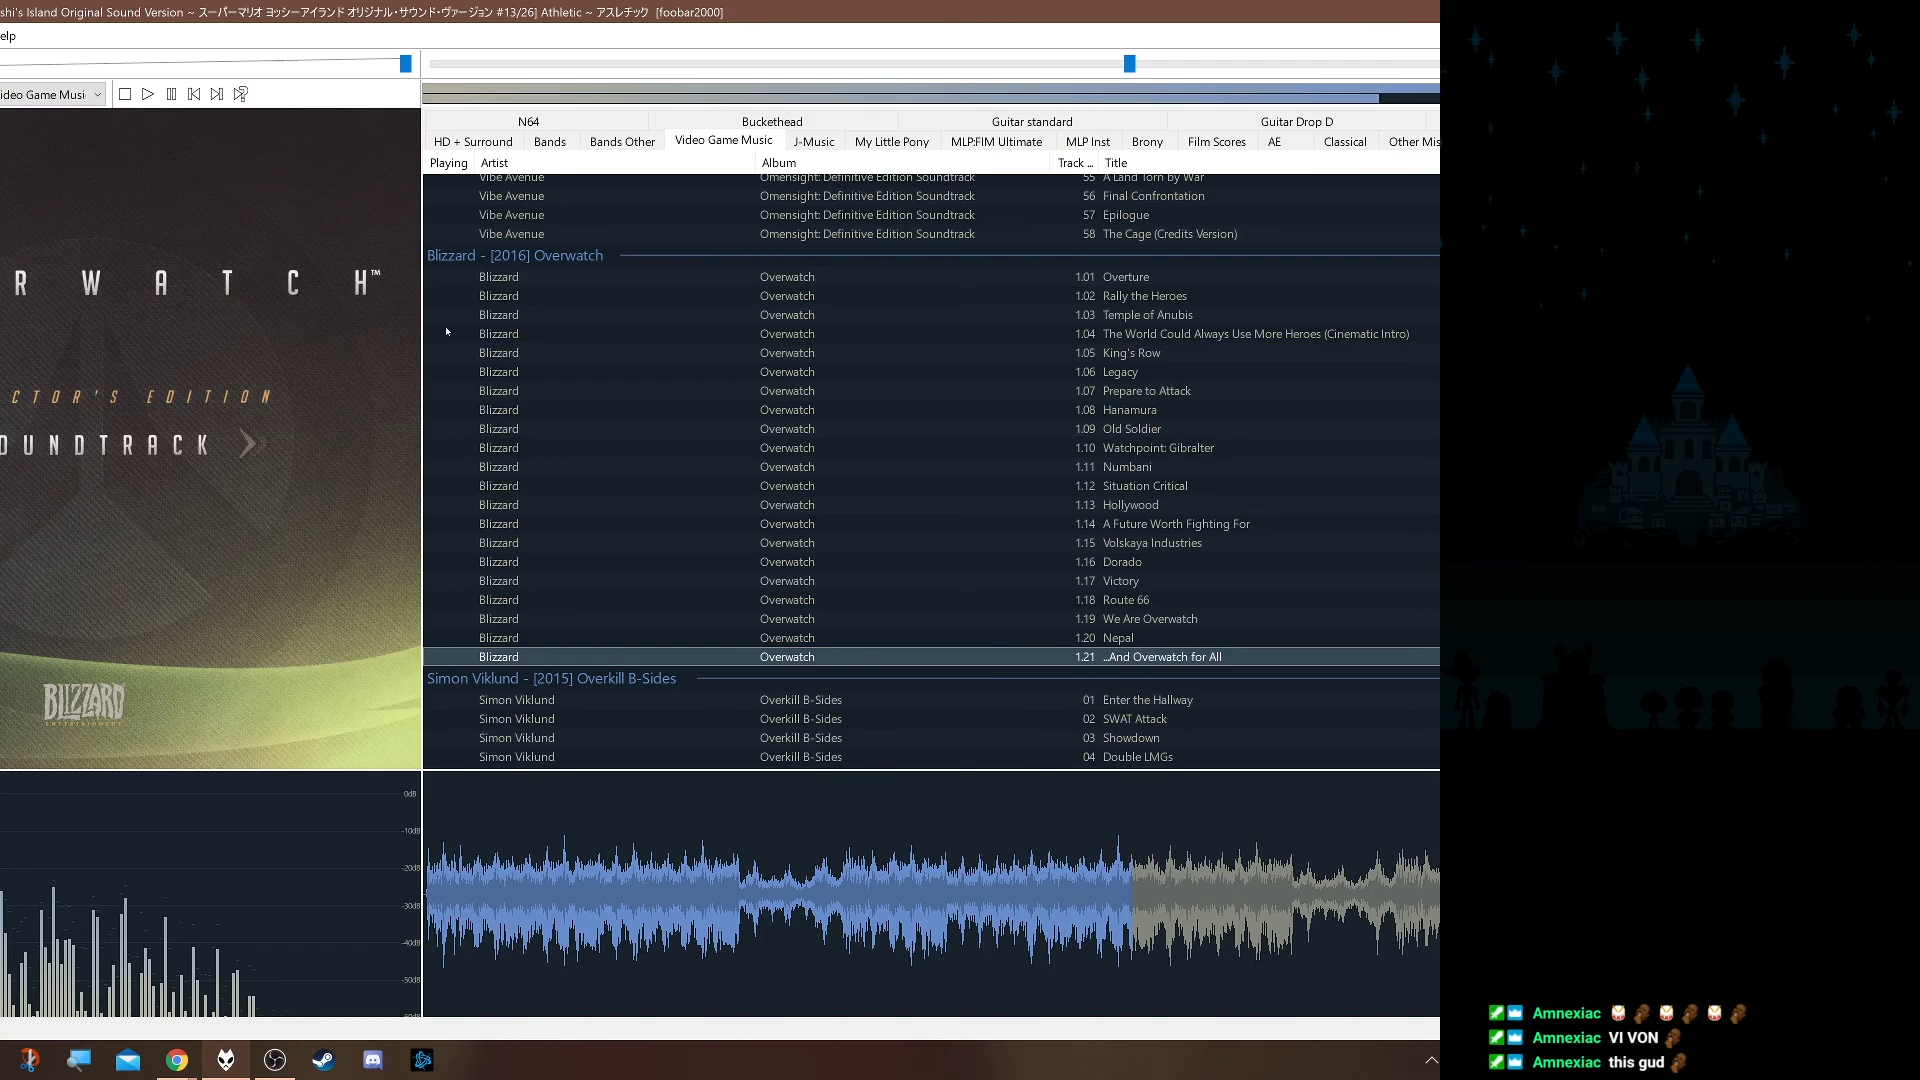 shi's Island Original Sound Version ~ スーパーマリオ ヨッシーアイランド オリジナル・サウンド・ヴァージョン #13/26] Athletic ~ アスレチック [foobar2000]
elp
ideo Game Musi
N64 Buckethead Guitar standard Guitar Drop D
HD + Surround Bands Bands Other Video Game Music J-Music My Little Pony MLP:FIM Ultimate MLP Inst Brony Film Scores AE Classical Other Mis
Playing Artist Album Track ... Title
Vibe Avenue Omensight: Definitive Edition Soundtrack 55 A Land Torn by War
Vibe Avenue Omensight: Definitive Edition Soundtrack 56 Final Confrontation
Vibe Avenue Omensight: Definitive Edition Soundtrack 57 Epilogue
Vibe Avenue Omensight: Definitive Edition Soundtrack 58 The Cage (Credits Version)
Blizzard - [2016] Overwatch
Blizzard Overwatch 1.01 Overture
Blizzard Overwatch 1.02 Rally the Heroes
Blizzard Overwatch 1.03 Temple of Anubis
Blizzard Overwatch 1.04 The World Could Always Use More Heroes (Cinematic Intro)
Blizzard Overwatch 1.05 King's Row
Blizzard Overwatch 1.06 Legacy
Blizzard Overwatch 1.07 Prepare to Attack
Blizzard Overwatch 1.08 Hanamura
Blizzard Overwatch 1.09 Old Soldier
Blizzard Overwatch 1.10 Watchpoint: Gibralter
Blizzard Overwatch 1.11 Numbani
Blizzard Overwatch 1.12 Situation Critical
Blizzard Overwatch 1.13 Hollywood
Blizzard Overwatch 1.14 A Future Worth Fighting For
Blizzard Overwatch 1.15 Volskaya Industries
Blizzard Overwatch 1.16 Dorado
Blizzard Overwatch 1.17 Victory
Blizzard Overwatch 1.18 Route 66
Blizzard Overwatch 1.19 We Are Overwatch
Blizzard Overwatch 1.20 Nepal
Blizzard Overwatch 1.21 ...And Overwatch for All
Simon Viklund - [2015] Overkill B-Sides
Simon Viklund Overkill B-Sides 01 Enter the Hallway
Simon Viklund Overkill B-Sides 02 SWAT Attack
Simon Viklund Overkill B-Sides 03 Showdown
Simon Viklund Overkill B-Sides 04 Double LMGs
RWATCH™
CTOR'S EDITION
OUNDTRACK
BLIZZARD
ENTERTAINMENT
0dB
-10dB
-20dB
-30dB
-40dB
-50dB
-60dB
Amnexiac
Amnexiac VI VON
Amnexiac this gud